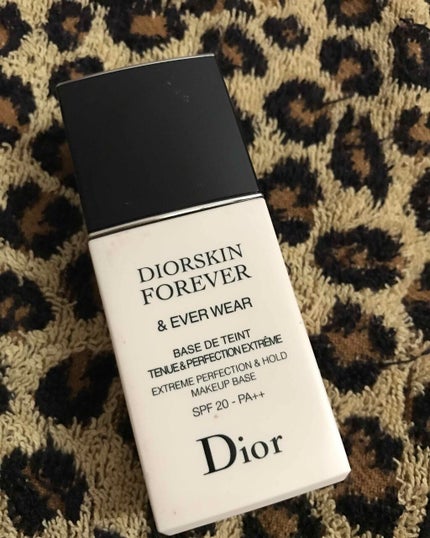 DIORSKIN
FOREVER
& EVER WEAR
BASE DE TEINT
TENUE & PERFECTION EXTRÊME
EXTREME PERFECTION & HOLD
MAKEUP BASE
SPF 20 - PA++
Dior